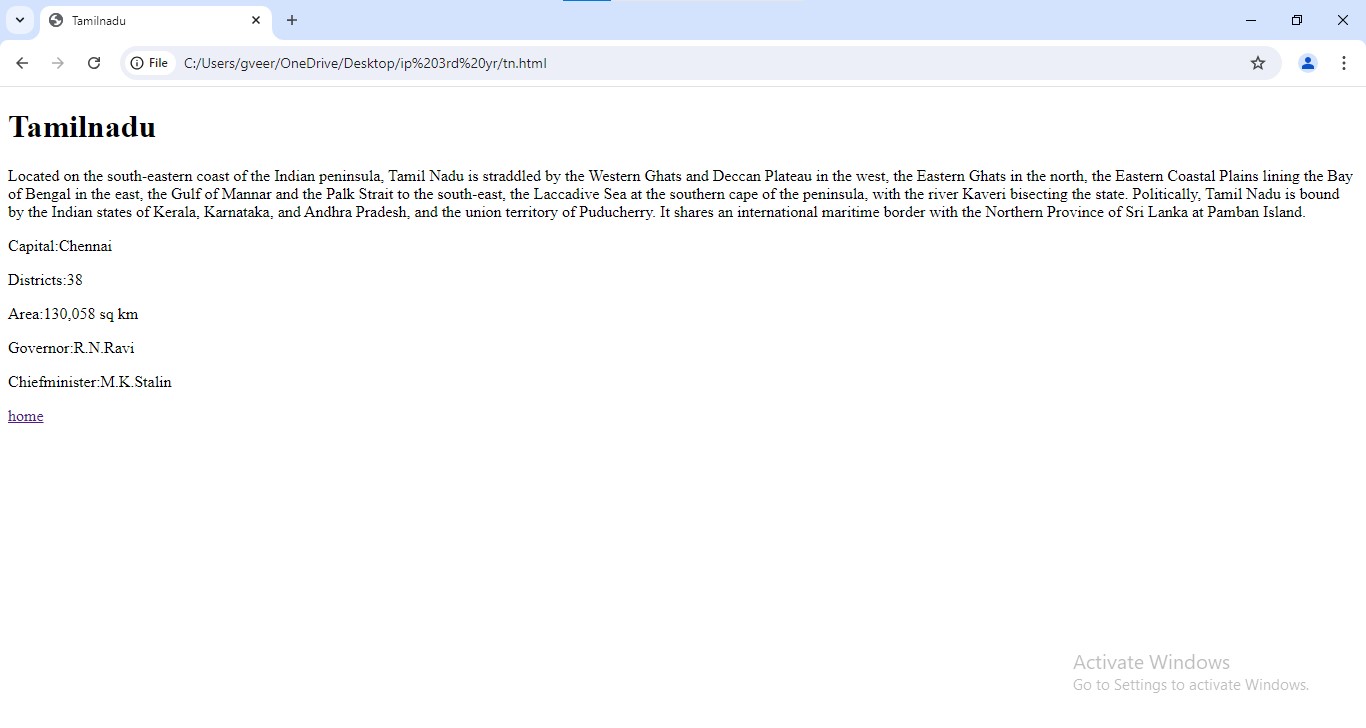 Tamilnadu
File
C:/Users/gveer/OneDrive/Desktop/ip%203rd%20yr/tn.html
Tamilnadu
Located on the south-eastern coast of the Indian peninsula, Tamil Nadu is straddled by the Western Ghats and Deccan Plateau in the west, the Eastern Ghats in the north, the Eastern Coastal Plains lining the Bay
of Bengal in the east, the Gulf of Mannar and the Palk Strait to the south-east, the Laccadive Sea at the southern cape of the peninsula, with the river Kaveri bisecting the state. Politically, Tamil Nadu is bound
by the Indian states of Kerala, Karnataka, and Andhra Pradesh, and the union territory of Puducherry. It shares an international maritime border with the Northern Province of Sri Lanka at Pamban Island.
Capital:Chennai
Districts:38
Area:130,058 sq km
Governor:R.N.Ravi
Chiefminister:M.K.Stalin
home
Activate Windows
Go to Settings to activate Windows.